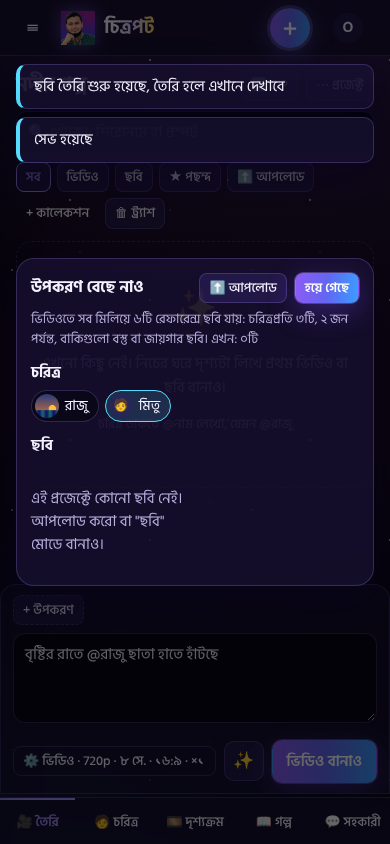 চিত্রপট
+
O
ছবি তৈরি শুরু হয়েছে, তৈরি হলে এখানে দেখাবে
সেভ হয়েছে
সব
ভিডিও
ছবি
★ পছন্দ
⬆️ আপলোড
+ কালেকশন
🗑 ট্র্যাশ
উপকরণ বেছে নাও
⬆️ আপলোড
হয়ে গেছে
ভিডিওতে সব মিলিয়ে ৬টি রেফারেন্স ছবি যায়: চরিত্রপ্রতি ৩টি, ২ জন
পর্যন্ত, বাকিগুলো বস্তু বা জায়গার ছবি। এখন: ০টি
চরিত্র
রাজু
মিতু
ছবি
এই প্রজেক্টে কোনো ছবি নেই।
আপলোড করো বা "ছবি"
মোডে বানাও।
+ উপকরণ
বৃষ্টির রাতে @রাজু ছাতা হাতে হাঁটছে
⚙️ ভিডিও · 720p · ৮ সে. · ১৬:৯ · ×১
✨
ভিডিও বানাও
🎥 তৈরি
🧑 চরিত্র
🎞️ দৃশ্যক্রম
📖 গল্প
💬 সহকারী